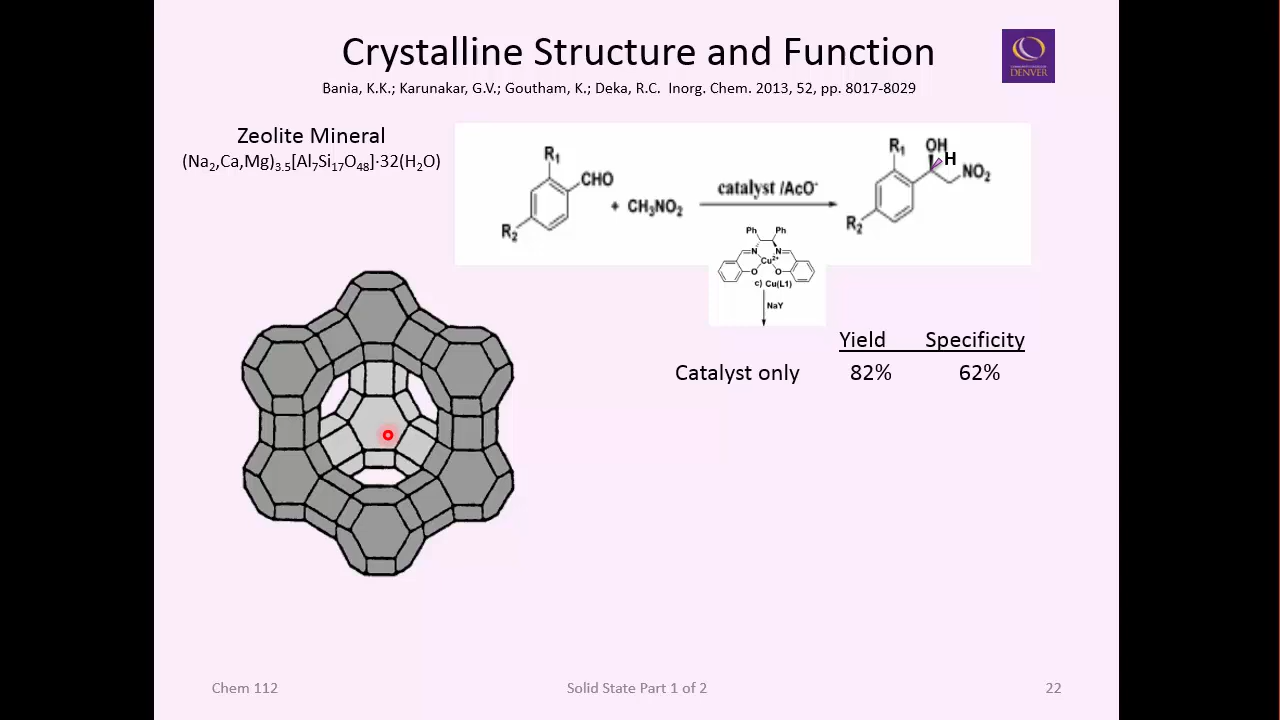 Crystalline Structure and Function
Bania, K.K.; Karunakar, G.V.; Goutham, K.; Deka, R.C. Inorg. Chem. 2013, 52, pp. 8017-8029
DENVER
Zeolite Mineral
(Na₂,Ca,Mg)₃.₅[Al₇Si₁₇O₄₈]·32(H₂O)
R₁
CHO
R₂
+ CH₃NO₂
catalyst /AcO⁻
R₁
OH
H
NO₂
R₂
Ph
Ph
N
N
Cu²⁺
O
O
c) Cu(L1)
NaY
Yield Specificity
Catalyst only 82% 62%
Chem 112
Solid State Part 1 of 2
22